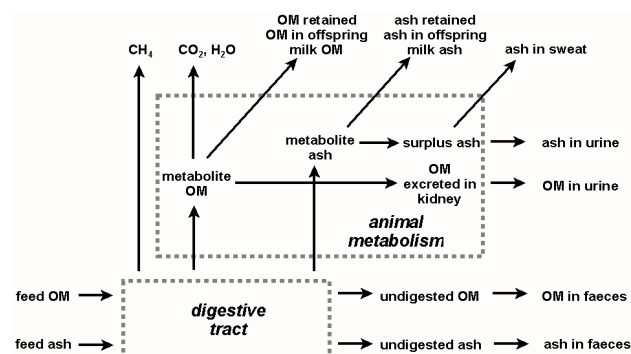 OM retained
OM in offspring
milk OM
ash retained
ash in offspring
milk ash
CH4
CO2, H2O
ash in sweat
metabolite
ash
surplus ash
ash in urine
metabolite
OM
OM
excreted in
kidney
OM in urine
animal
metabolism
feed OM
digestive
tract
undigested OM
OM in faeces
feed ash
undigested ash
ash in faeces